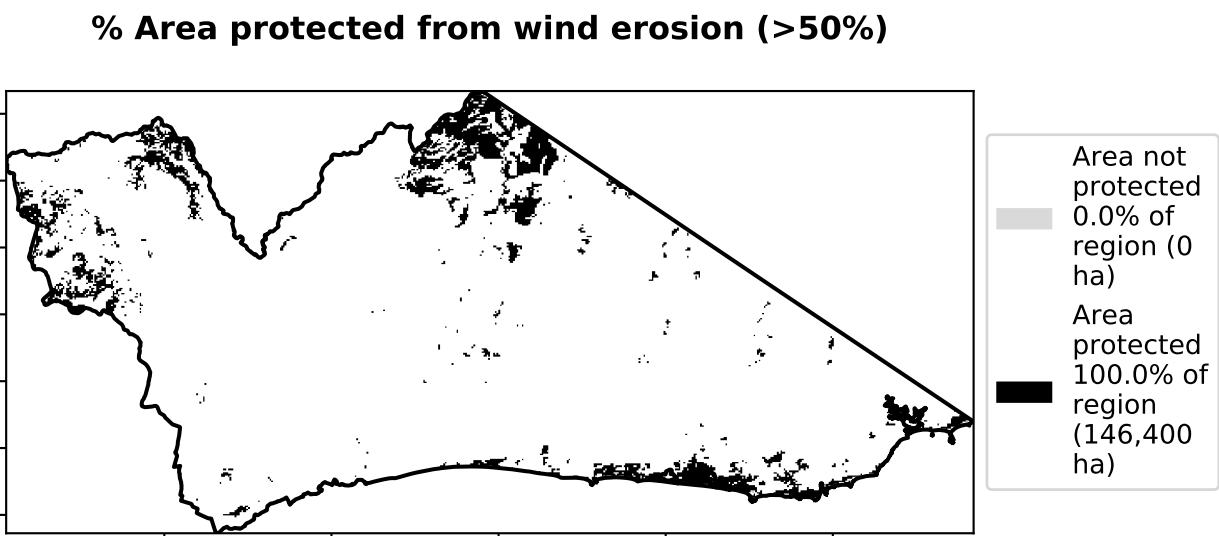 % Area protected from wind erosion (>50%)
Area not
protected
0.0% of
region (0
ha)
Area
protected
100.0% of
region
(146,400
ha)